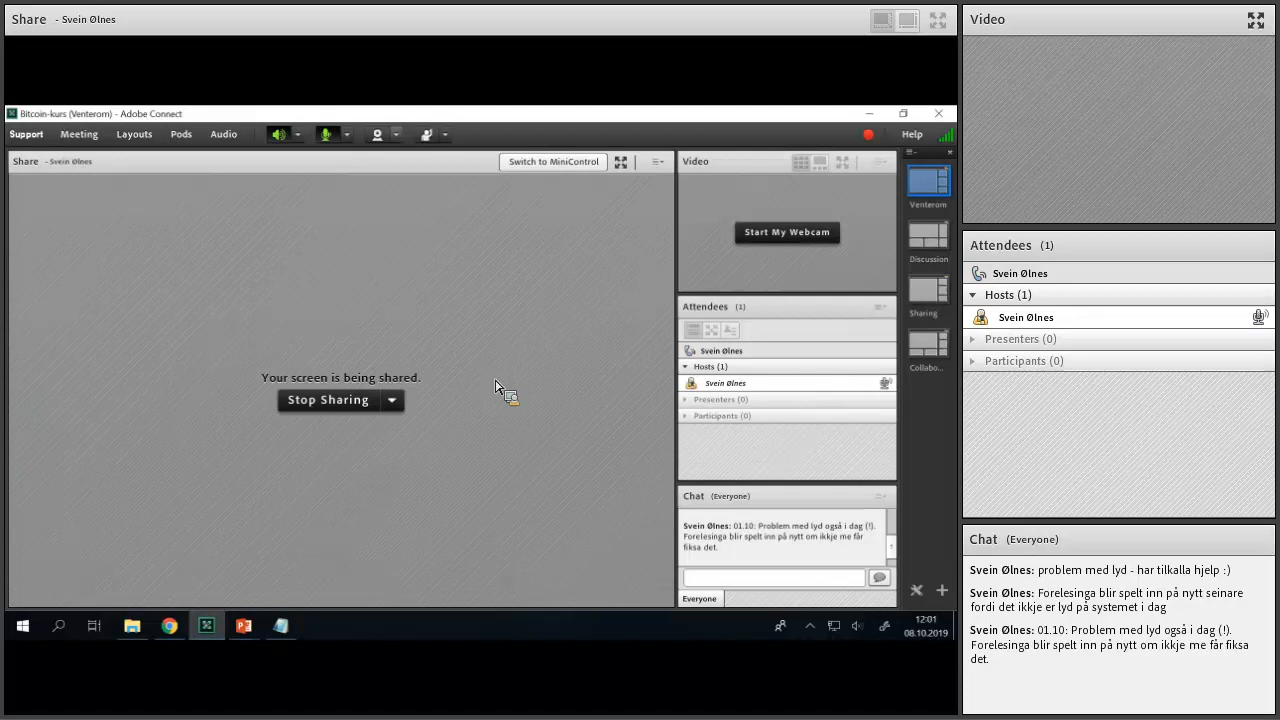 Share - Svein Ølnes
Bitcoin-kurs (Venterom) - Adobe Connect
Support Meeting Layouts Pods Audio Help
Share - Svein Ølnes
Switch to MiniControl
Your screen is being shared.
Stop Sharing
Video
Start My Webcam
Attendees (1)
Svein Ølnes
Hosts (1)
Svein Ølnes
Presenters (0)
Participants (0)
Chat (Everyone)
Svein Ølnes: 01.10: Problem med lyd også i dag (!).
Forelesinga blir spelt inn på nytt om ikkje me får
fiksa det.
Everyone
Venterom
Discussion
Sharing
Collabo...
12:01
08.10.2019
Video
Attendees (1)
Svein Ølnes
Hosts (1)
Svein Ølnes
Presenters (0)
Participants (0)
Chat (Everyone)
Svein Ølnes: problem med lyd - har tilkalla hjelp :)
Svein Ølnes: Forelesinga blir spelt inn på nytt seinare
fordi det ikkje er lyd på systemet i dag
Svein Ølnes: 01.10: Problem med lyd også i dag (!).
Forelesinga blir spelt inn på nytt om ikkje me får fiksa
det.